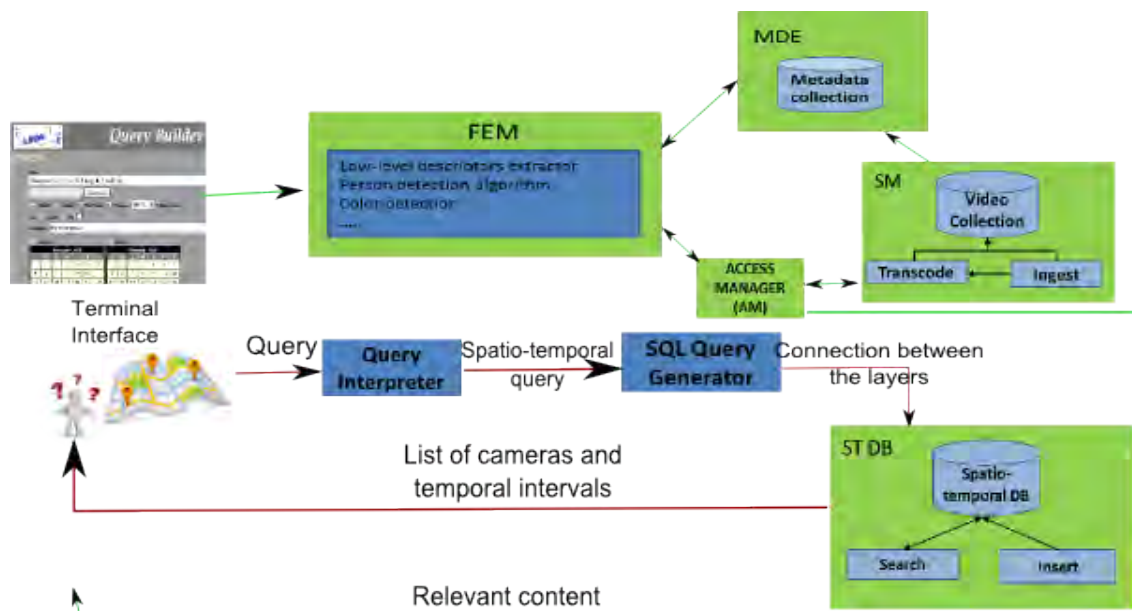 MDE
Metadata
collection
Query Builder
FEM
Low-level descriptors extractor
Person detection algorithm
Color detection
.....
SM
Video
Collection
Transcode
Ingest
ACCESS
MANAGER
(AM)
Terminal
Interface
Query
Query
Interpreter
Spatio-temporal
query
SQL Query
Generator
Connection between
the layers
? ? ?
List of cameras and
temporal intervals
ST DB
Spatio-
temporal DB
Search
Insert
Relevant content